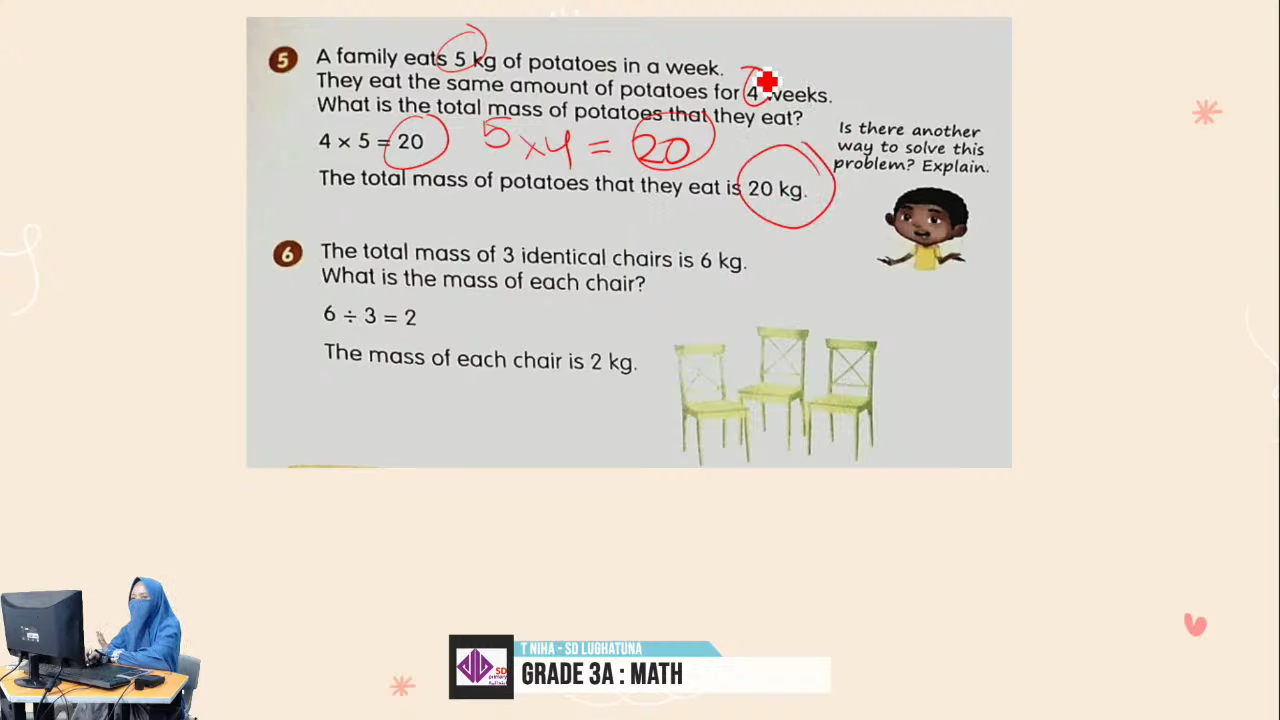 5 A family eats 5 kg of potatoes in a week.
They eat the same amount of potatoes for 4 weeks.
What is the total mass of potatoes that they eat?
4 × 5 = 20 5 × 4 = 20
The total mass of potatoes that they eat is 20 kg.
Is there another
way to solve this
problem? Explain.
6 The total mass of 3 identical chairs is 6 kg.
What is the mass of each chair?
6 ÷ 3 = 2
The mass of each chair is 2 kg.
T NIHA - SD LUGHATUNA
GRADE 3A : MATH
SD
primary